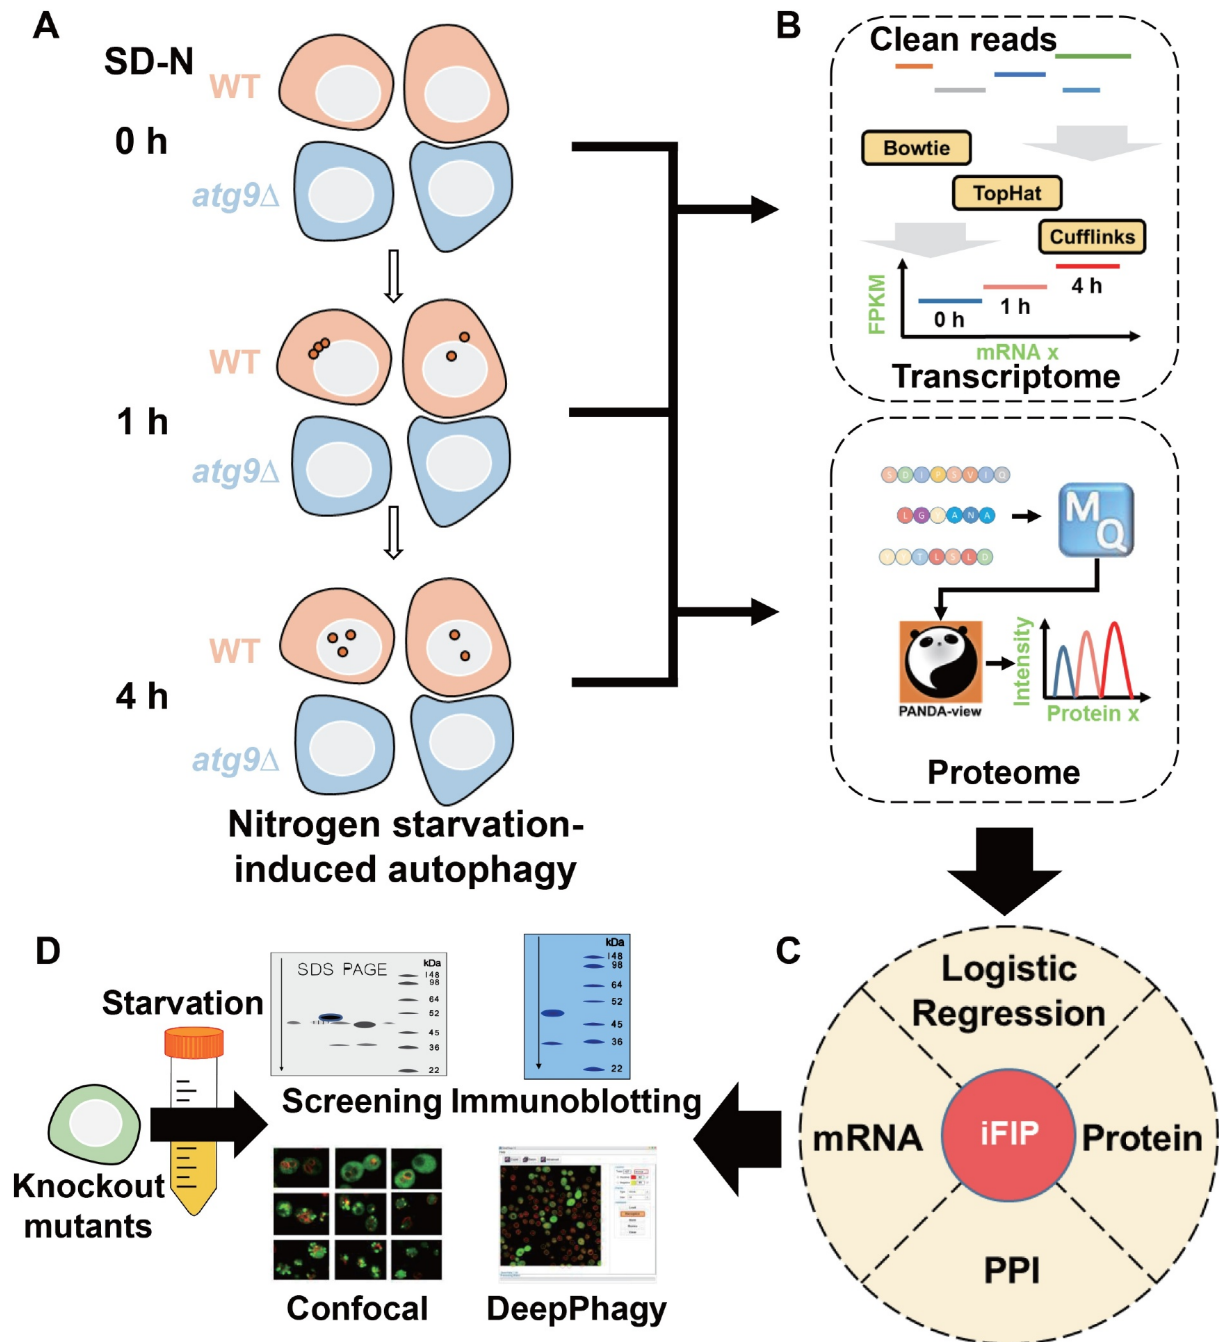 A
SD-N
WT
0 h
atg9Δ
WT
1 h
atg9Δ
WT
4 h
atg9Δ
Nitrogen starvation-
induced autophagy
B
Clean reads
Bowtie
TopHat
Cufflinks
FPKM
0 h
1 h
4 h
mRNA x
Transcriptome
S D I P S V I Q
L G
A N A
T L S L D
MQ
PANDA-view
Intensity
Protein x
Proteome
C
Logistic
Regression
mRNA
iFIP
Protein
PPI
D
Starvation
Knockout
mutants
SDS PAGE
kDa
148
98
64
52
45
36
22
Screening
kDa
148
98
64
52
45
36
22
Immunoblotting
Confocal
DeepPhagy